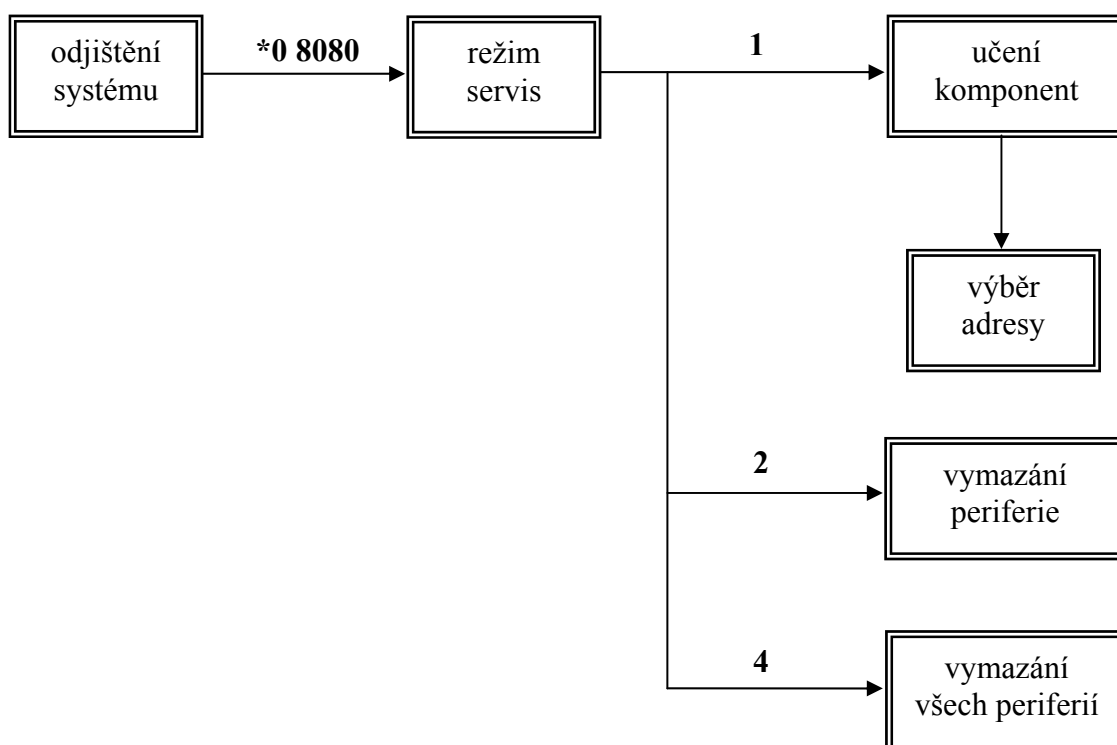 odjištění
systému
*0 8080
režim
servis
1
učení
komponent
výběr
adresy
2
vymazání
periferie
4
vymazání
všech periferií